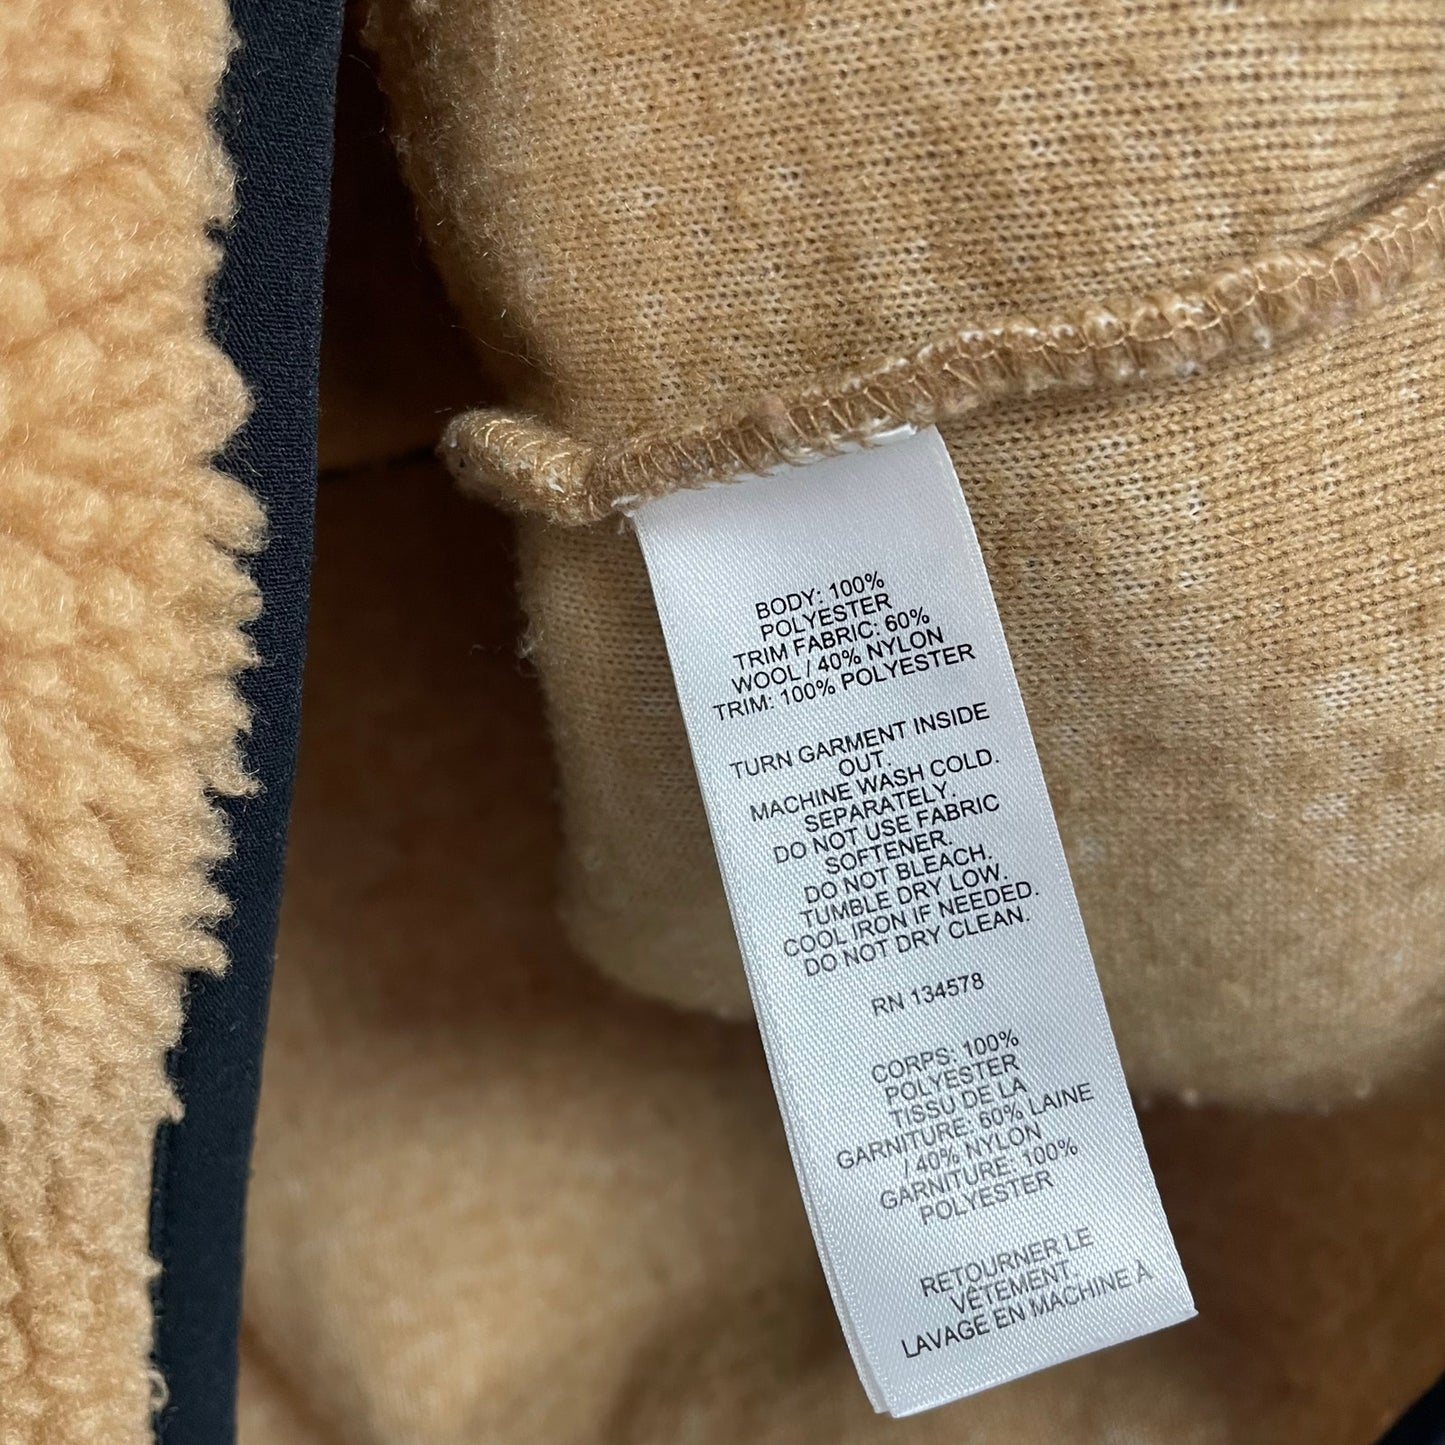 BODY: 100%
POLYESTER
TRIM FABRIC: 60%
WOOL / 40% NYLON
TRIM: 100% POLYESTER
TURN GARMENT INSIDE
OUT.
MACHINE WASH COLD.
SEPARATELY.
DO NOT USE FABRIC
SOFTENER.
DO NOT BLEACH.
TUMBLE DRY LOW.
COOL IRON IF NEEDED.
DO NOT DRY CLEAN.
RN 134578
CORPS: 100%
POLYESTER
TISSU DE LA
GARNITURE: 60% LAINE
/ 40% NYLON
GARNITURE: 100%
POLYESTER
RETOURNER LE
VÊTEMENT.
LAVAGE EN MACHINE À